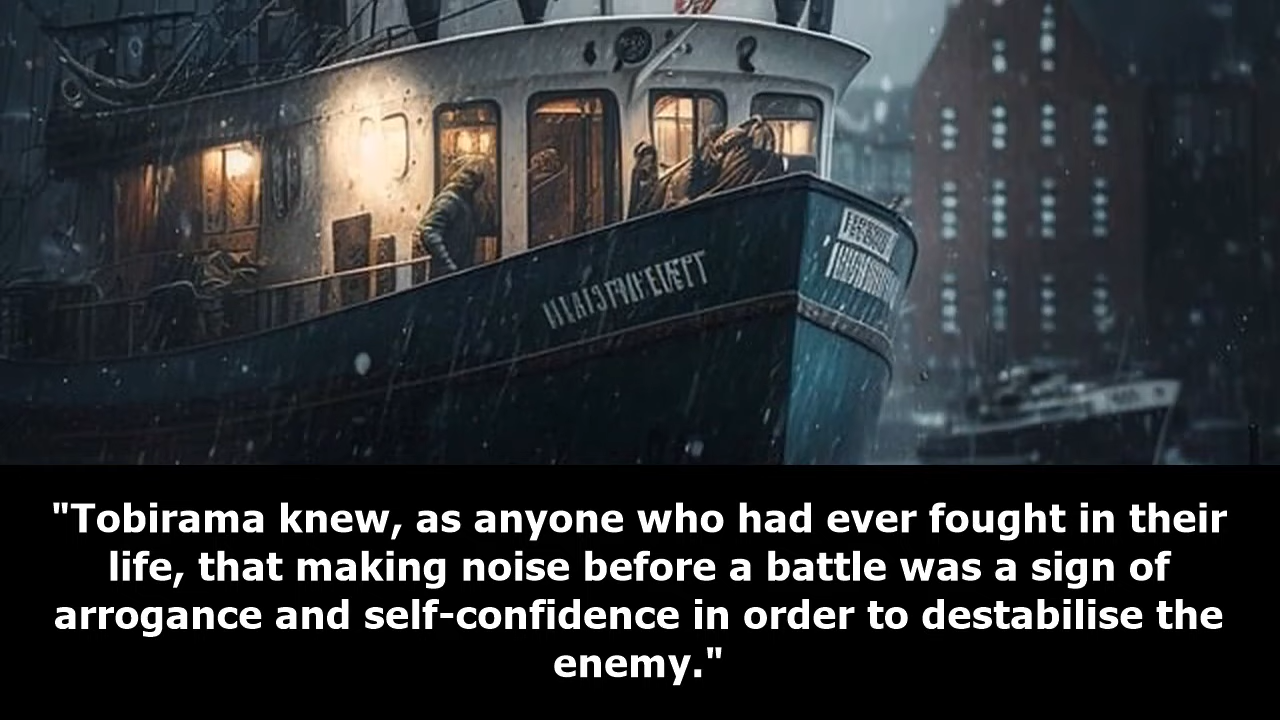 "Tobirama knew, as anyone who had ever fought in their
life, that making noise before a battle was a sign of
arrogance and self-confidence in order to destabilise the
enemy."